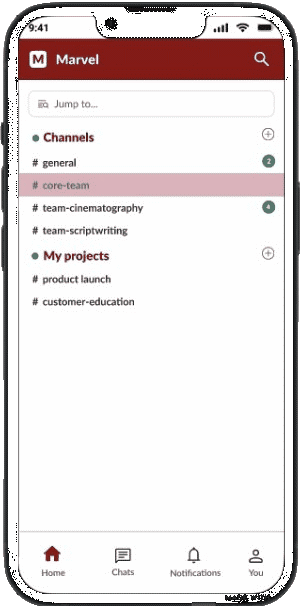 9:41
M Marvel
Jump to...
Channels
# general 2
# core-team
# team-cinematography 4
# team-scriptwriting
My projects
# product launch
# customer-education
Home Chats Notifications You